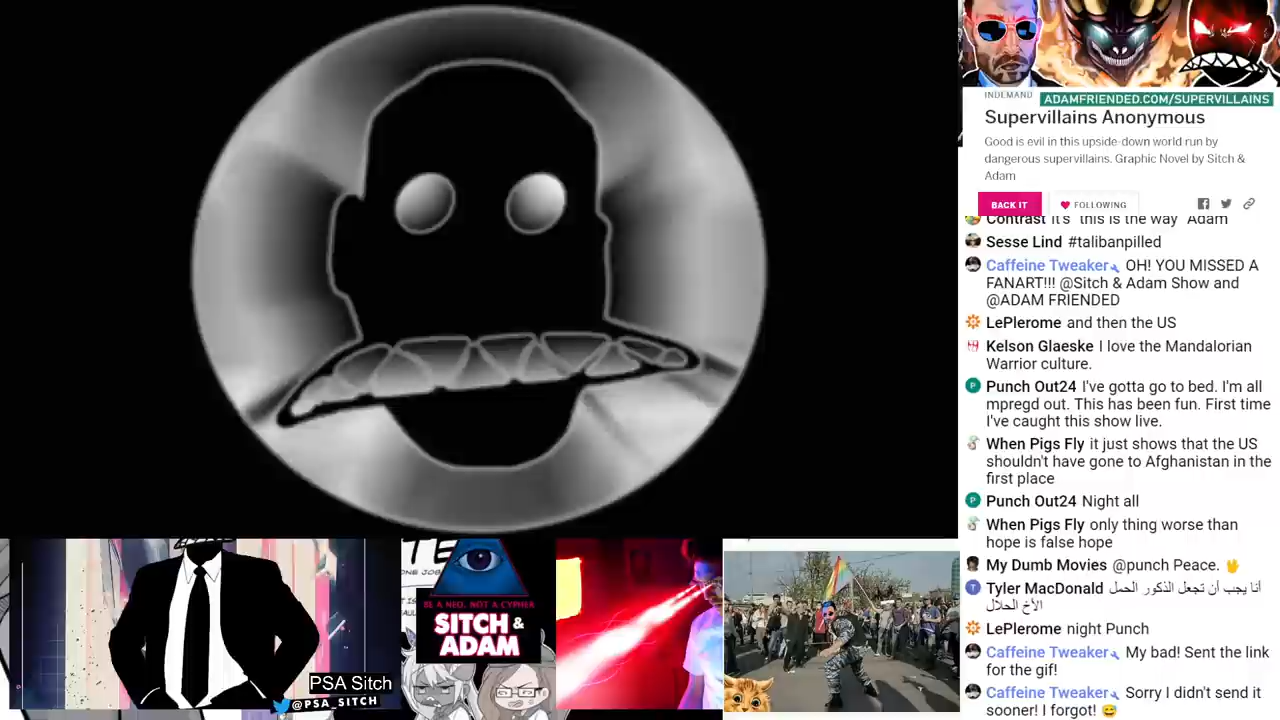 INDEMAND
ADAMFRIENDED.COM/SUPERVILLAINS
Supervillains Anonymous
Good is evil in this upside-down world run by
dangerous supervillains. Graphic Novel by Sitch &
Adam
BACK IT
FOLLOWING
Contrast it's "this is the way" Adam
Sesse Lind #talibanpilled
Caffeine Tweaker OH! YOU MISSED A
FANART!!! @Sitch & Adam Show and
@ADAM FRIENDED
LePlerome and then the US
Kelson Glaeske I love the Mandalorian
Warrior culture.
Punch Out24 I've gotta go to bed. I'm all
mpregd out. This has been fun. First time
I've caught this show live.
When Pigs Fly it just shows that the US
shouldn't have gone to Afghanistan in the
first place
Punch Out24 Night all
When Pigs Fly only thing worse than
hope is false hope
My Dumb Movies @punch Peace. 🖖
Tyler MacDonald أنا يجب أن تجعل الذكور الحمل
الأخ الحلال
LePlerome night Punch
Caffeine Tweaker My bad! Sent the link
for the gif!
Caffeine Tweaker Sorry I didn't send it
sooner! I forgot! 😅
PSA Sitch
@PSA_SITCH
BE A NEO, NOT A CYPHER
SITCH &
ADAM